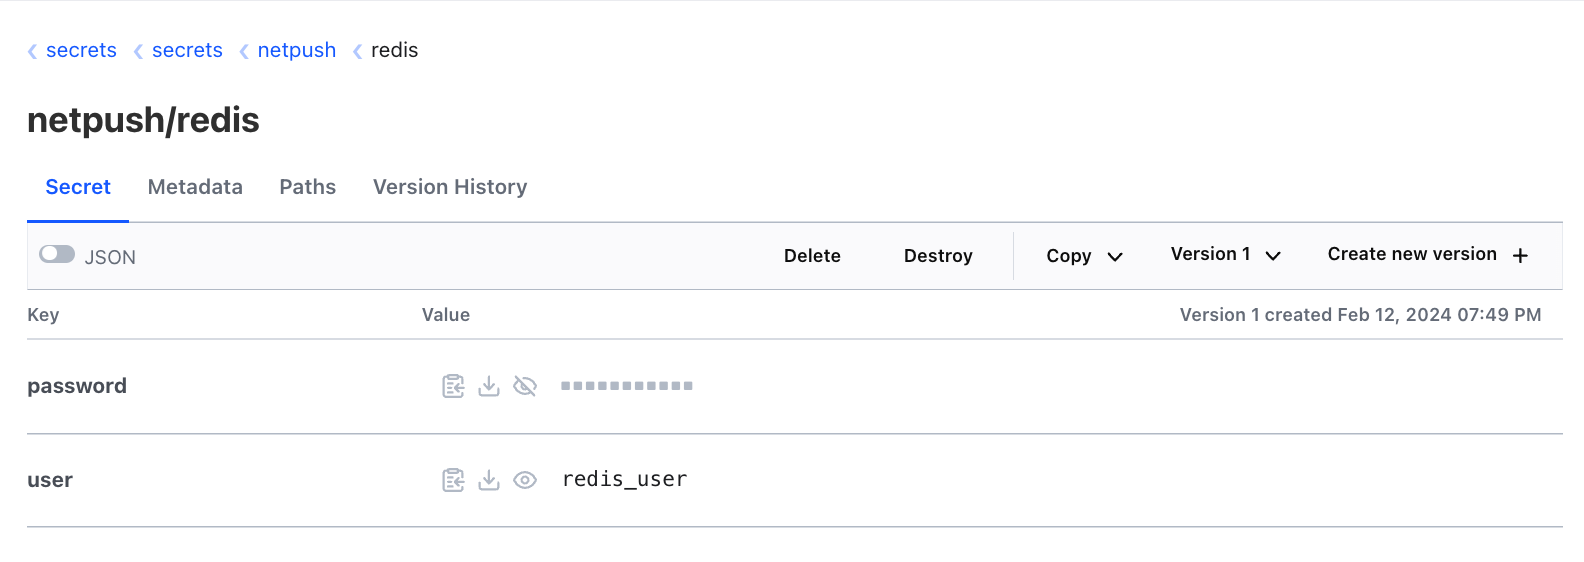 secrets secrets netpush redis
netpush/redis
Secret Metadata Paths Version History
JSON Delete Destroy Copy Version 1 Create new version +
Key Value Version 1 created Feb 12, 2024 07:49 PM
password
user redis_user